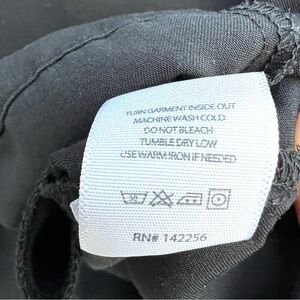 TURN GARMENT INSIDE OUT
MACHINE WASH COLD
DO NOT BLEACH
TUMBLE DRY LOW
USE WARM IRON IF NEEDED
30
RN# 142256